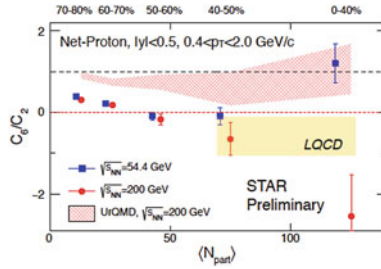 70-80% 60-70% 50-60% 40-50% 0-40%
Net-Proton, |y|<0.5, 0.4<pT<2.0 GeV/c
2
0
−2
C6/C2
LQCD
√sNN=54.4 GeV
√sNN=200 GeV
UrQMD, √sNN=200 GeV
STAR
Preliminary
0 50 100
⟨Npart⟩